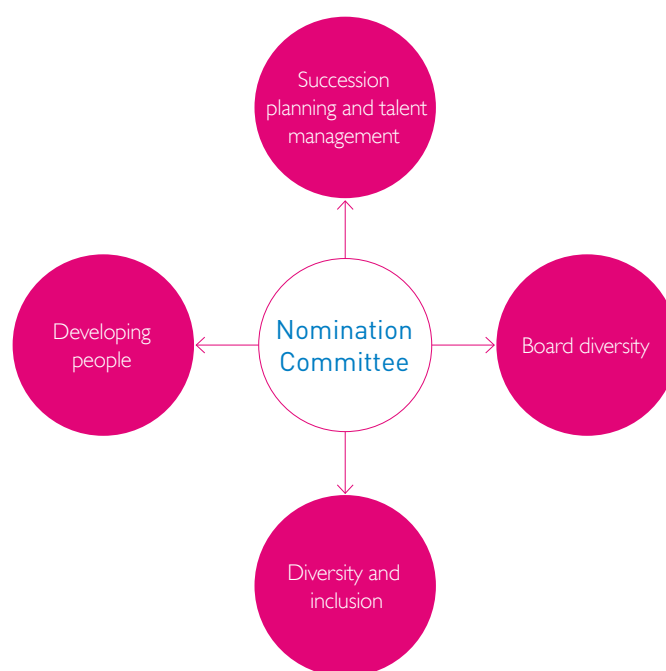 Succession
planning and talent
management
Developing
people
Nomination
Committee
Board diversity
Diversity and
inclusion